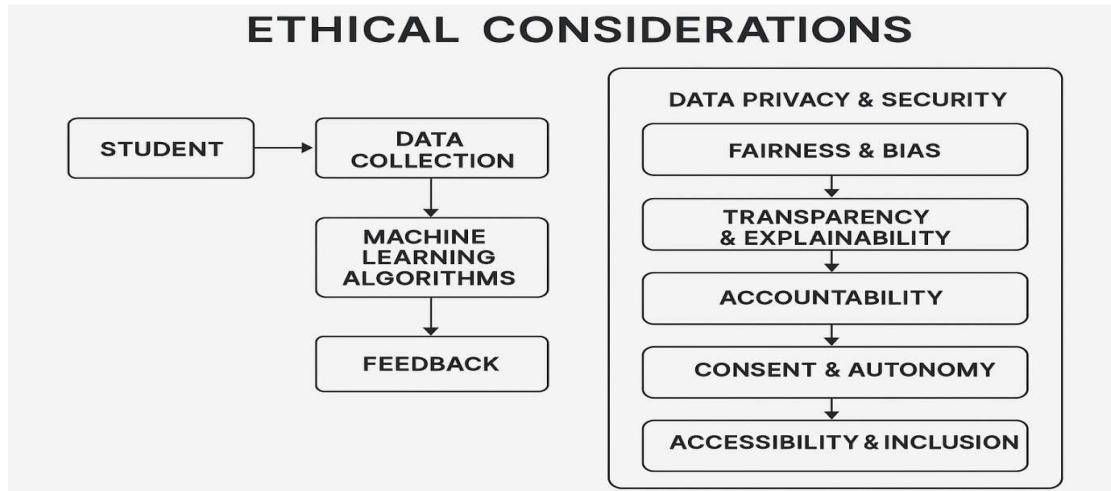 ETHICAL CONSIDERATIONS
STUDENT
DATA
COLLECTION
MACHINE
LEARNING
ALGORITHMS
FEEDBACK
DATA PRIVACY & SECURITY
FAIRNESS & BIAS
TRANSPARENCY
& EXPLAINABILITY
ACCOUNTABILITY
CONSENT & AUTONOMY
ACCESSIBILITY & INCLUSION